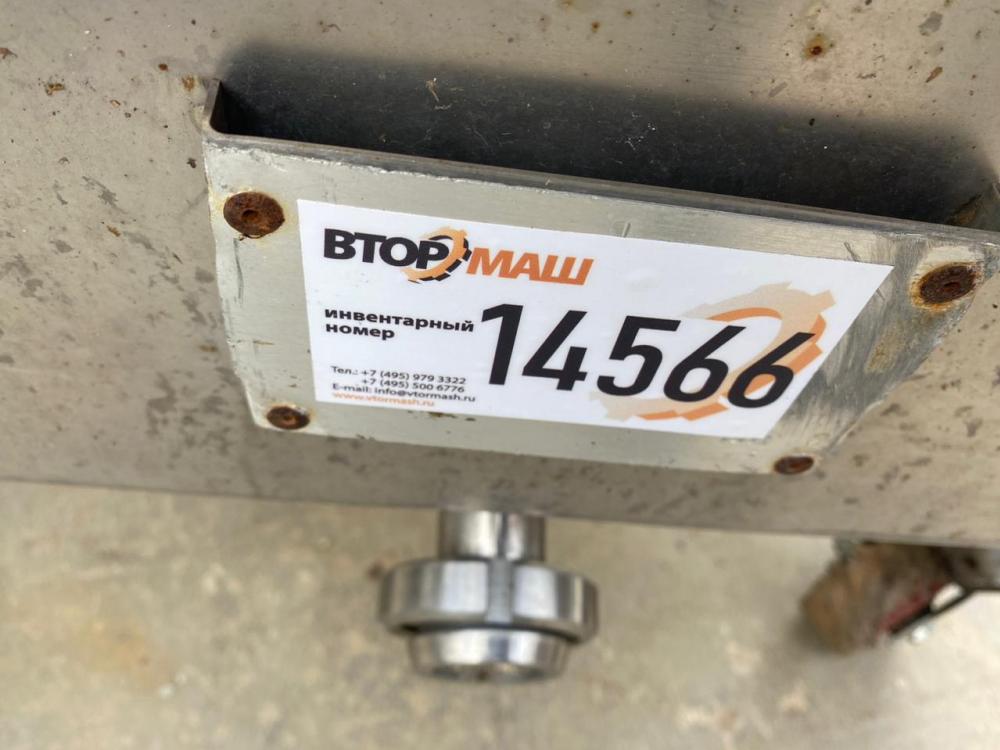 ВТОРМАШ
инвентарный
номер
14566
Тел.: +7 (495) 979 3322
+7 (495) 500 6776
E-mail: info@vtormash.ru
www.vtormash.ru